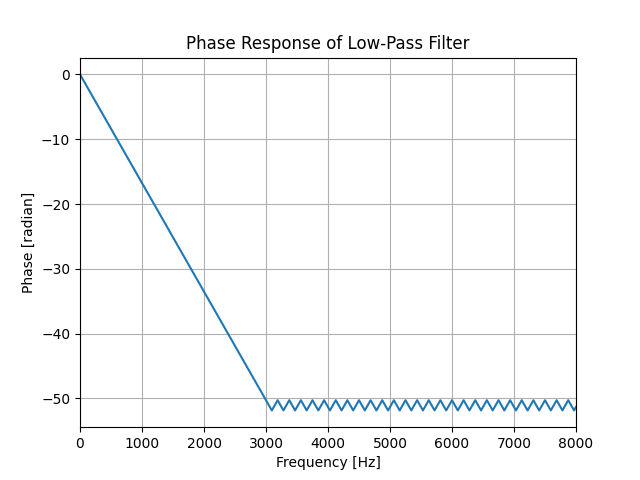 Phase Response of Low-Pass Filter
0
−10
−20
−30
−40
−50
Phase [radian]
0 1000 2000 3000 4000 5000 6000 7000 8000
Frequency [Hz]